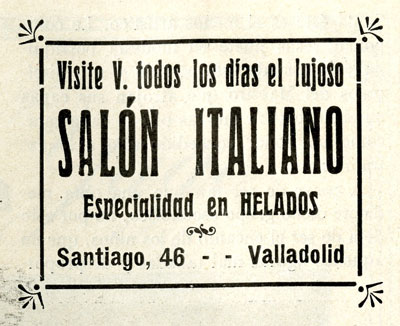 Visite V. todos los días el lujoso
SALÓN ITALIANO
Especialidad en HELADOS
Santiago, 46 - - Valladolid